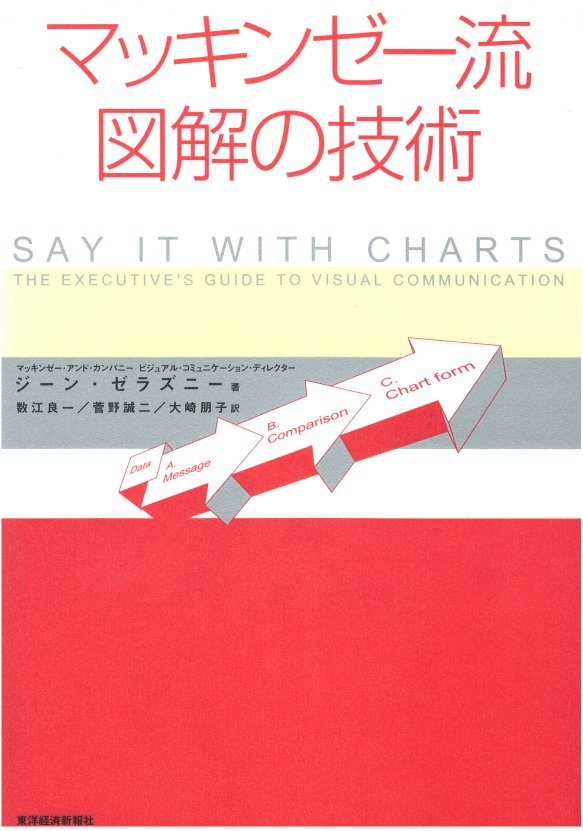 マッキンゼー流
図解の技術
SAY IT WITH CHARTS
THE EXECUTIVE'S GUIDE TO VISUAL COMMUNICATION
マッキンゼー・アンド・カンパニー ビジュアル・コミュニケーション・ディレクター
ジーン・ゼラズニー 著
数江良一/菅野誠二/大崎朋子 訳
C.
Chart form
B.
Comparison
Data
A.
Message
東洋経済新報社